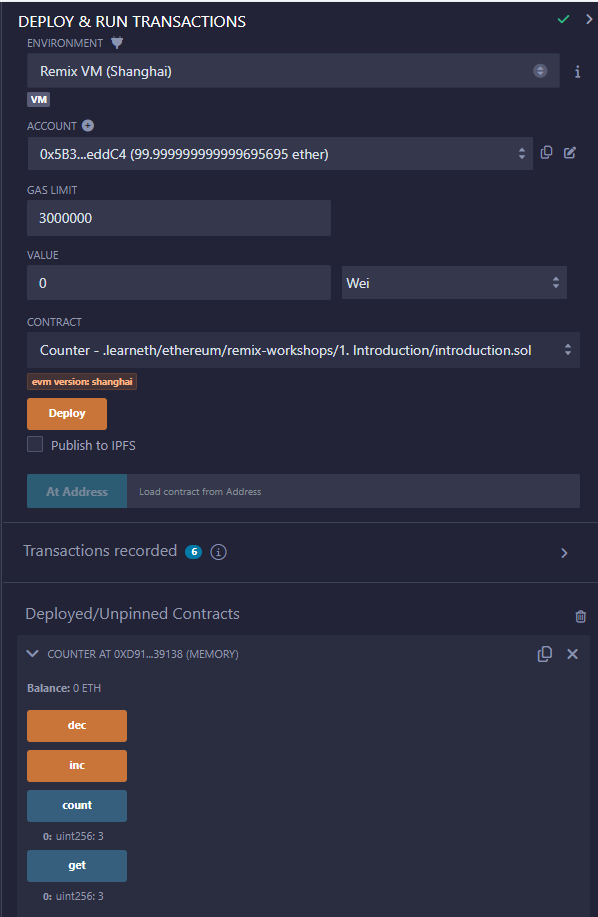 DEPLOY & RUN TRANSACTIONS
ENVIRONMENT
Remix VM (Shanghai)
VM
ACCOUNT
0x5B3...eddC4 (99.999999999999695695 ether)
GAS LIMIT
3000000
VALUE
0 Wei
CONTRACT
Counter - .learneth/ethereum/remix-workshops/1. Introduction/introduction.sol
evm version: shanghai
Deploy
Publish to IPFS
At Address Load contract from Address
Transactions recorded 6
Deployed/Unpinned Contracts
COUNTER AT 0XD91...39138 (MEMORY)
Balance: 0 ETH
dec
inc
count
0: uint256: 3
get
0: uint256: 3